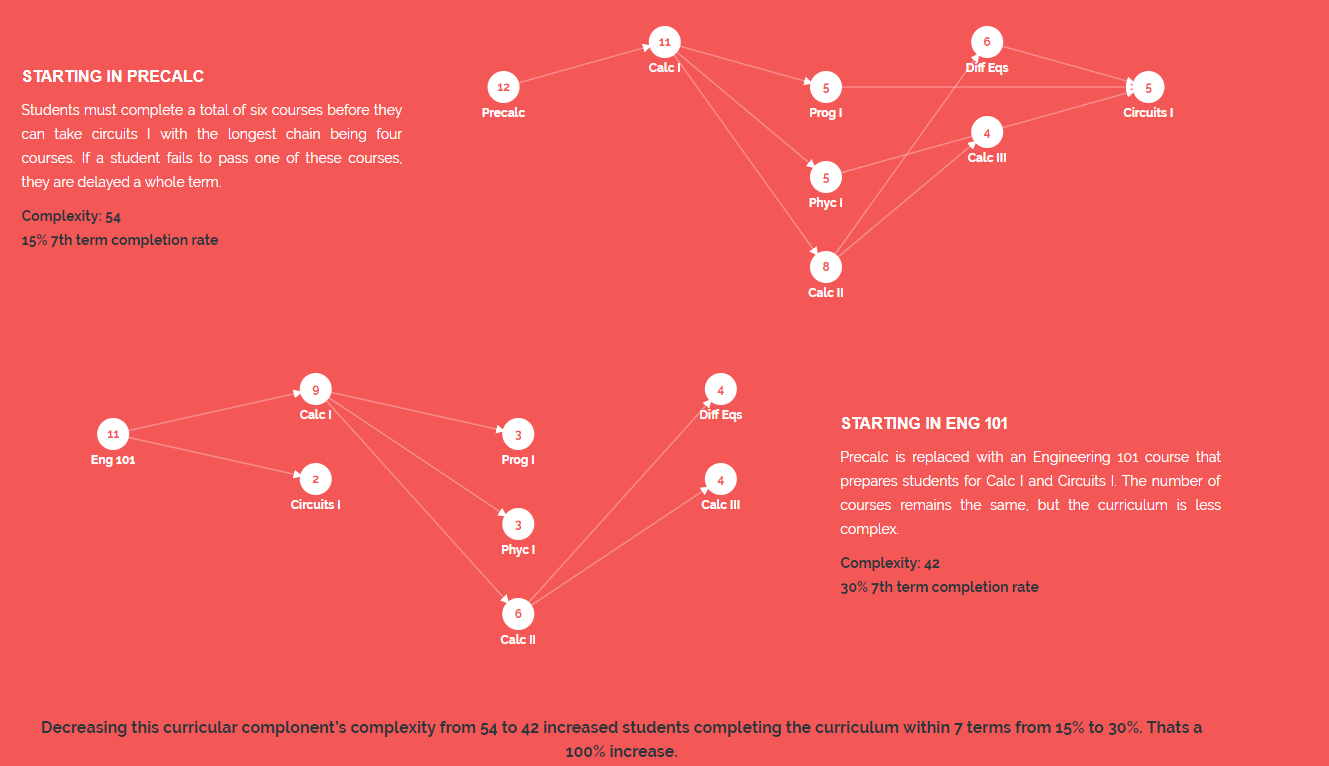 STARTING IN PRECALC
Students must complete a total of six courses before they
can take circuits I with the longest chain being four
courses. If a student fails to pass one of these courses,
they are delayed a whole term.
Complexity: 54
15% 7th term completion rate
12
Precalc
11
Calc I
5
Prog I
5
Phyc I
8
Calc II
6
Diff Eqs
4
Calc III
5
Circuits I
11
Eng 101
9
Calc I
2
Circuits I
3
Prog I
3
Phyc I
6
Calc II
4
Diff Eqs
4
Calc III
STARTING IN ENG 101
Precalc is replaced with an Engineering 101 course that
prepares students for Calc I and Circuits I. The number of
courses remains the same, but the curriculum is less
complex.
Complexity: 42
30% 7th term completion rate
Decreasing this curricular complonent's complexity from 54 to 42 increased students completing the curriculum within 7 terms from 15% to 30%. Thats a
100% increase.